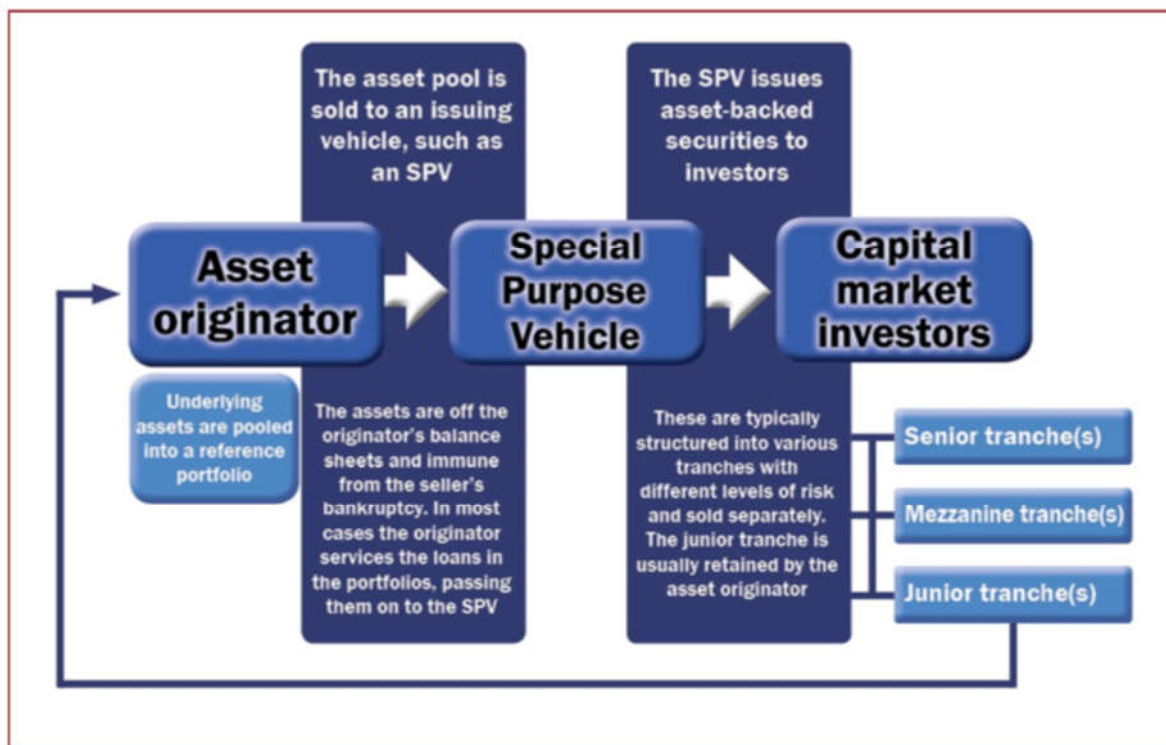 The asset pool is
sold to an issuing
vehicle, such as
an SPV
The SPV issues
asset-backed
securities to
investors
Asset
originator
Special
Purpose
Vehicle
Capital
market
investors
Underlying
assets are pooled
into a reference
portfolio
The assets are off the
originator's balance
sheets and immune
from the seller's
bankruptcy. In most
cases the originator
services the loans in
the portfolios, passing
them on to the SPV
These are typically
structured into various
tranches with
different levels of risk
and sold separately.
The junior tranche is
usually retained by the
asset originator
Senior tranche(s)
Mezzanine tranche(s)
Junior tranche(s)